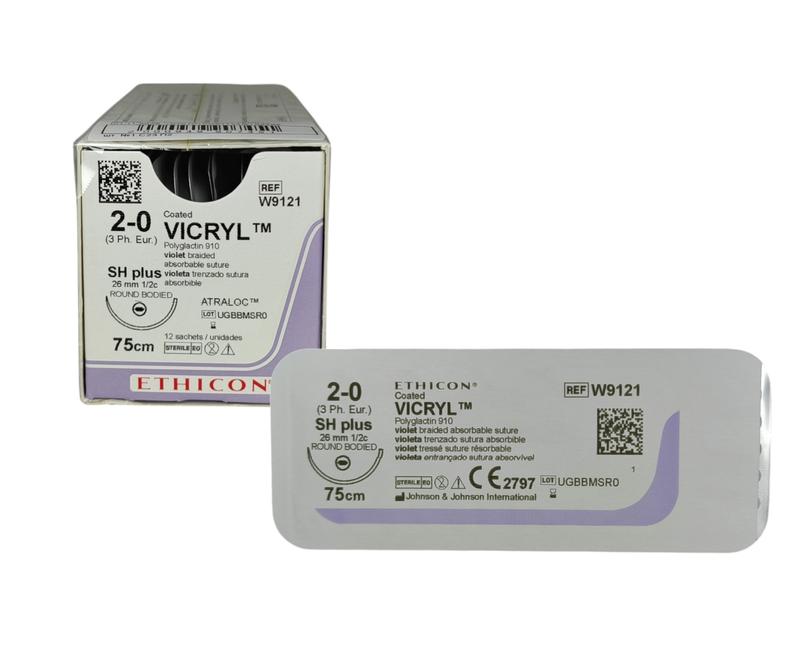 REF
W9121
2-0
(3 Ph. Eur.)
Coated
VICRYL™
Polyglactin 910
violet braided
absorbable suture
violeta trenzado sutura
absorbible
SH plus
26 mm 1/2c
ROUND BODIED
ATRALOC™
LOT UGBBMSR0
12 sachets / unidades
75cm
STERILE EO
ETHICON
2-0
(3 Ph. Eur.)
SH plus
26 mm 1/2c
ROUND BODIED
75cm
ETHICON®
Coated
VICRYL™
Polyglactin 910
violet braided absorbable suture
violeta trenzado sutura absorbible
violet tressé suture résorbable
violeta entrançado sutura absorvível
STERILE EO
CE 2797
LOT UGBBMSR0
Johnson & Johnson International
REF W9121
1